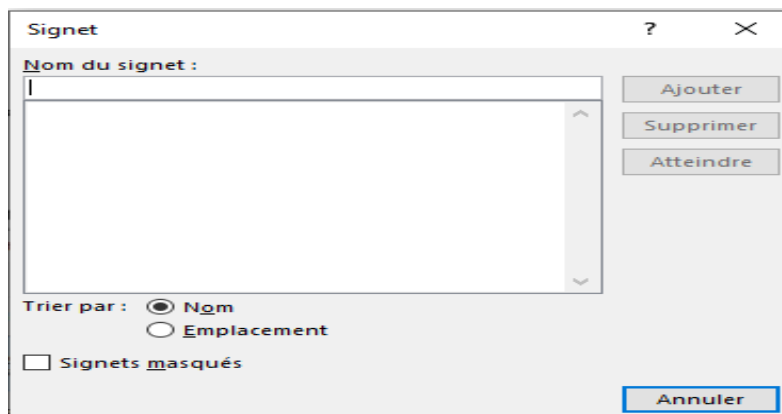 Signet ?
Nom du signet :
Ajouter
Supprimer
Atteindre
Trier par : Nom
Emplacement
Signets masqués
Annuler